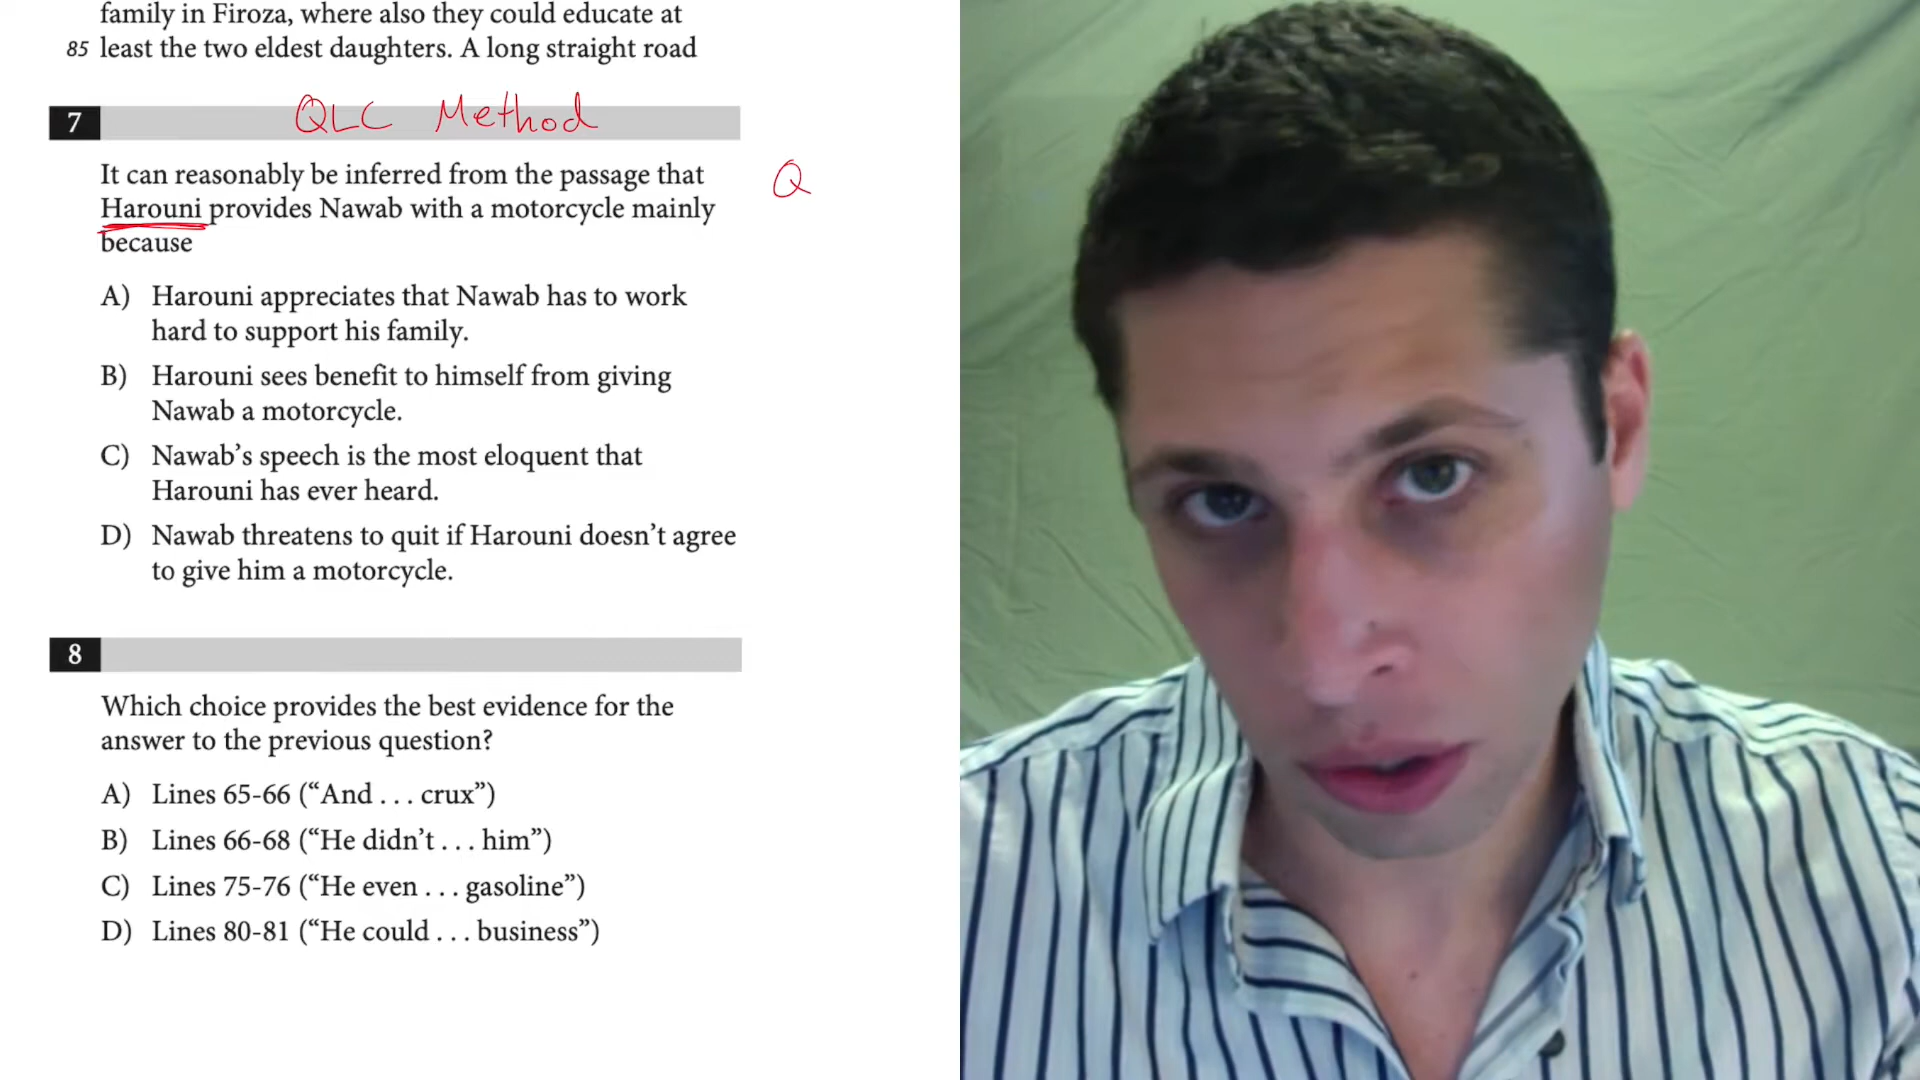 family in Firoza, where also they could educate at
85 least the two eldest daughters. A long straight road
QLC Method
7
It can reasonably be inferred from the passage that
Q
Harouni provides Nawab with a motorcycle mainly
because
A) Harouni appreciates that Nawab has to work
hard to support his family.
B) Harouni sees benefit to himself from giving
Nawab a motorcycle.
C) Nawab’s speech is the most eloquent that
Harouni has ever heard.
D) Nawab threatens to quit if Harouni doesn’t agree
to give him a motorcycle.
8
Which choice provides the best evidence for the
answer to the previous question?
A) Lines 65-66 (“And . . . crux”)
B) Lines 66-68 (“He didn’t . . . him”)
C) Lines 75-76 (“He even . . . gasoline”)
D) Lines 80-81 (“He could . . . business”)